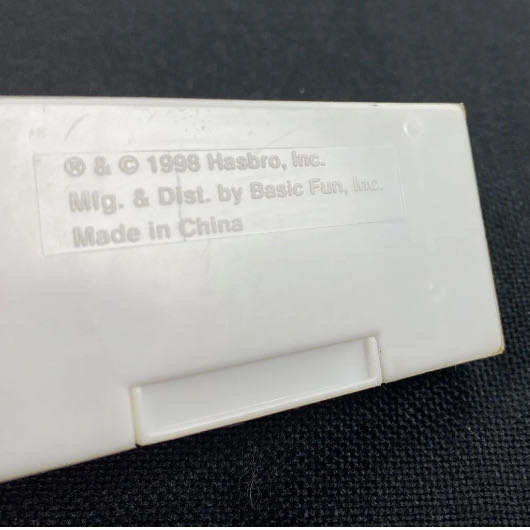 ® & © 1998 Hasbro, Inc.
Mfg. & Dist. by Basic Fun, Inc.
Made in China